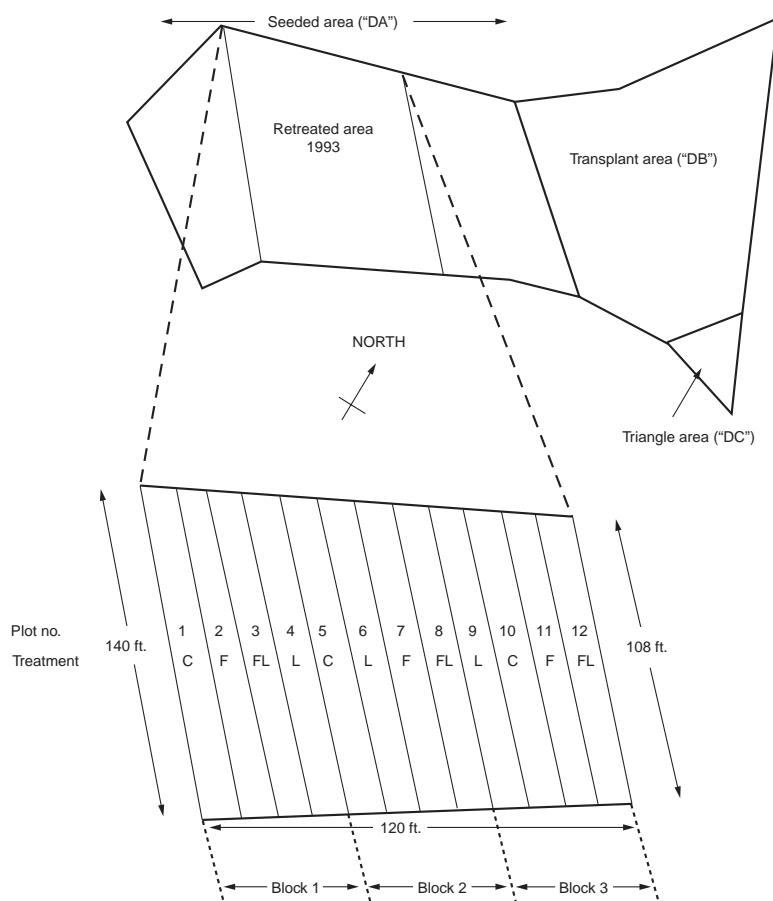 Seeded area (“DA”)
Retreated area
1993
Transplant area (“DB”)
NORTH
Triangle area (“DC”)
Plot no. 1 2 3 4 5 6 7 8 9 10 11 12
140 ft.
108 ft.
Treatment C F FL L C L F FL L C F FL
120 ft.
Block 1 Block 2 Block 3